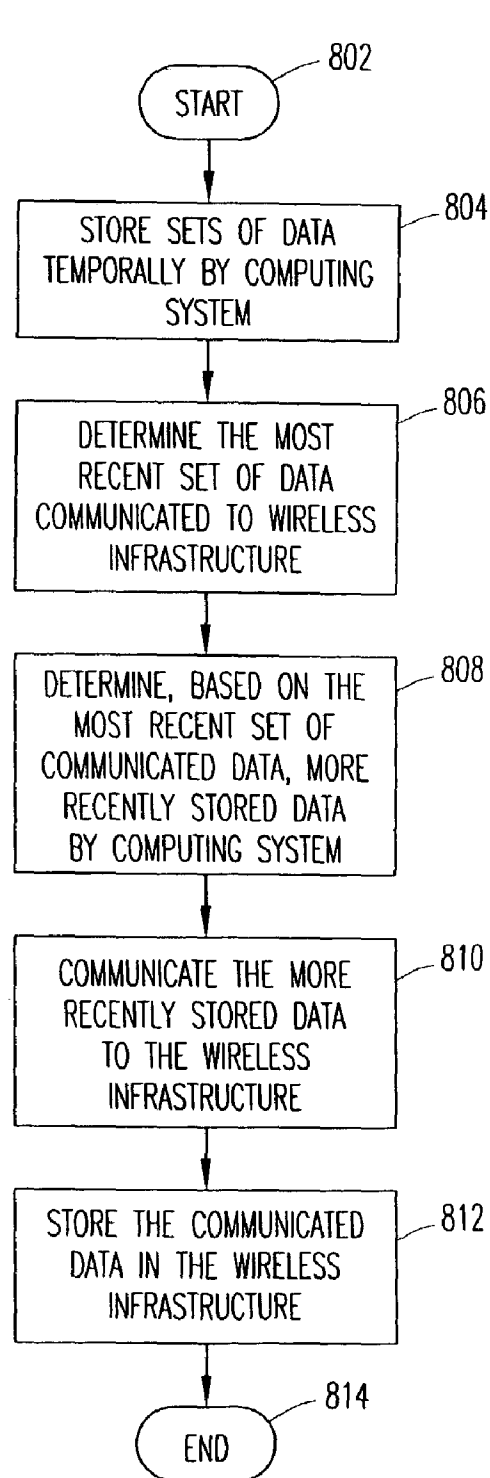 802
START
804
STORE SETS OF DATA
TEMPORALLY BY COMPUTING
SYSTEM
806
DETERMINE THE MOST
RECENT SET OF DATA
COMMUNICATED TO WIRELESS
INFRASTRUCTURE
808
DETERMINE, BASED ON THE
MOST RECENT SET OF
COMMUNICATED DATA, MORE
RECENTLY STORED DATA
BY COMPUTING SYSTEM
810
COMMUNICATE THE MORE
RECENTLY STORED DATA
TO THE WIRELESS
INFRASTRUCTURE
812
STORE THE COMMUNICATED
DATA IN THE WIRELESS
INFRASTRUCTURE
814
END